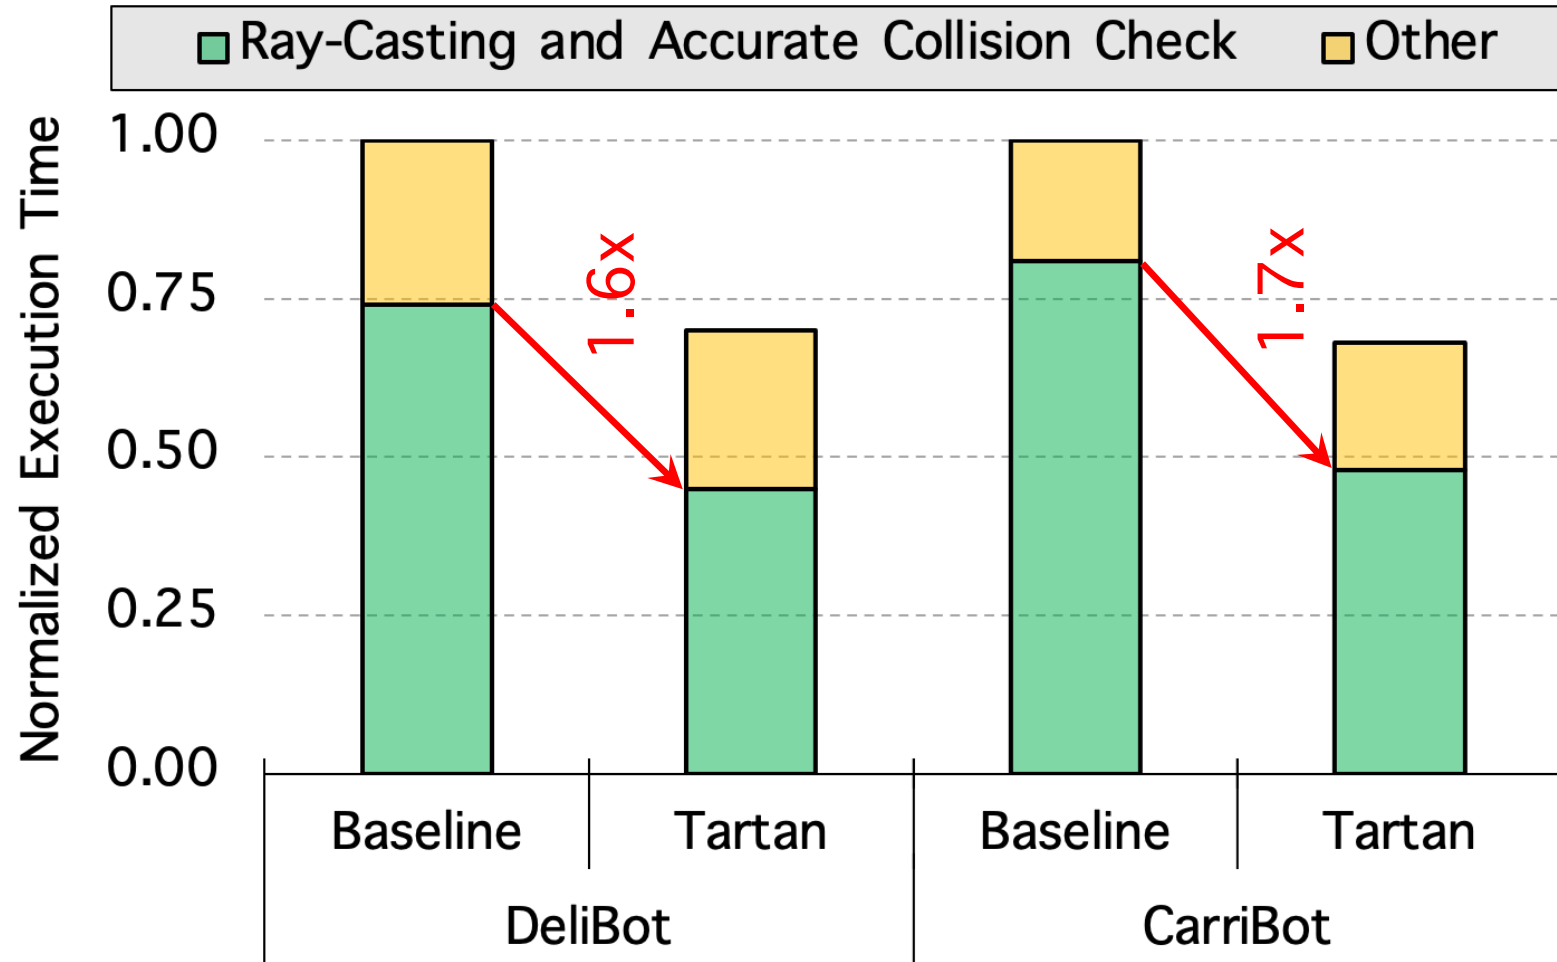 Ray-Casting and Accurate Collision Check Other
Normalized Execution Time
1.00
0.75
0.50
0.25
0.00
1.6x
1.7x
Baseline Tartan Baseline Tartan
DeliBot CarriBot